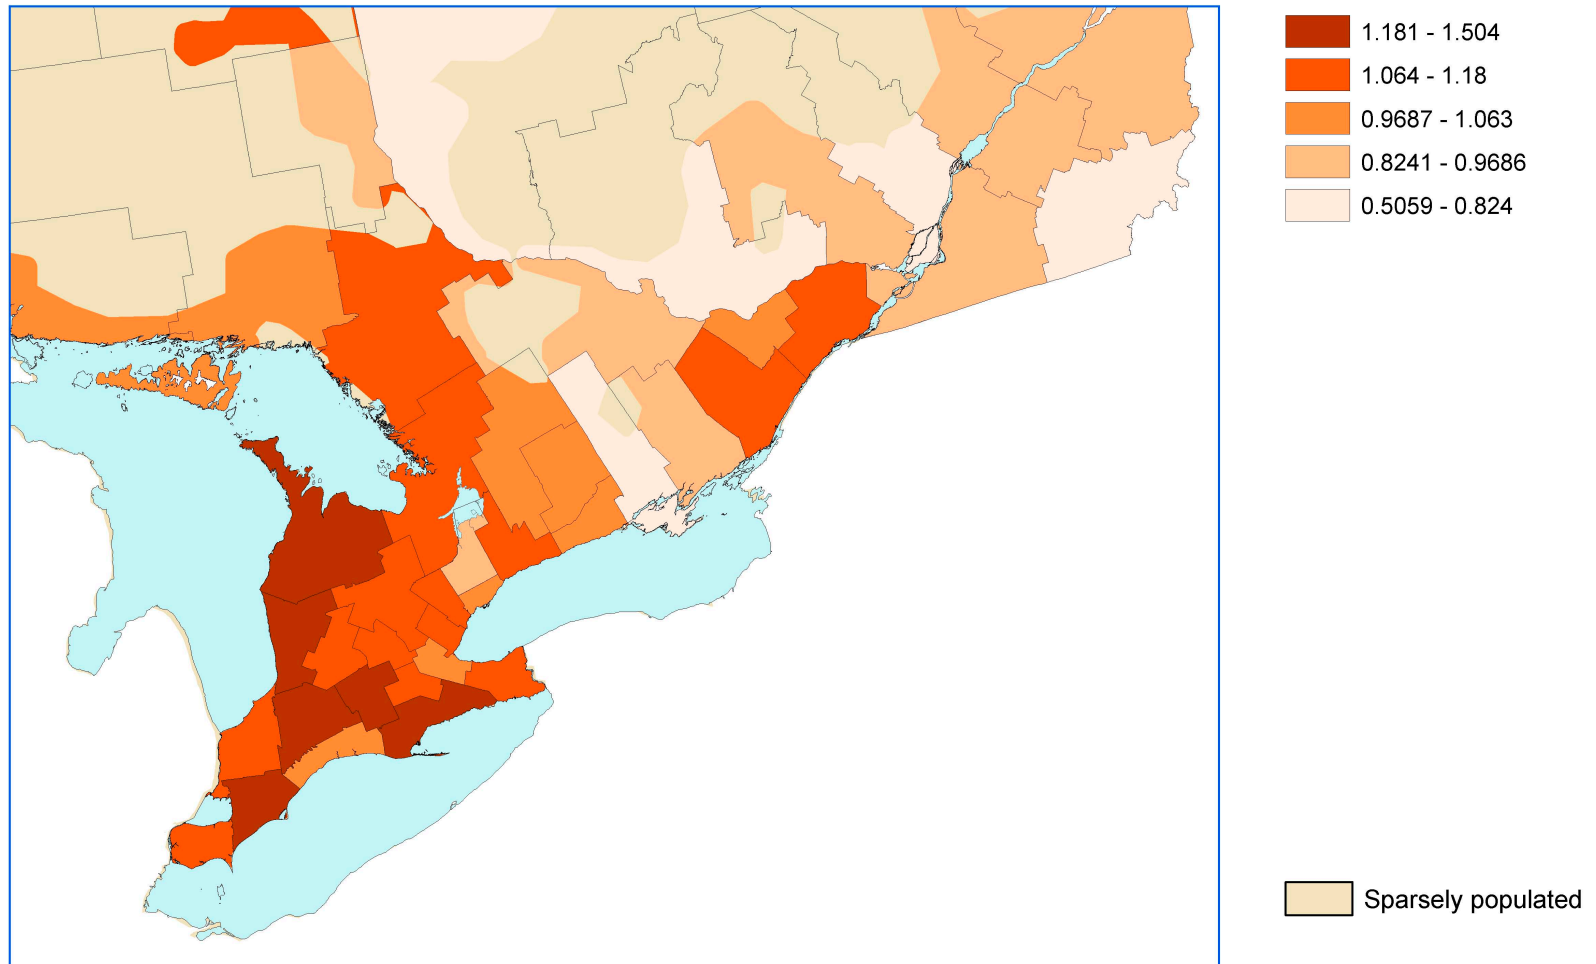 1.181 - 1.504
1.064 - 1.18
0.9687 - 1.063
0.8241 - 0.9686
0.5059 - 0.824
Sparsely populated